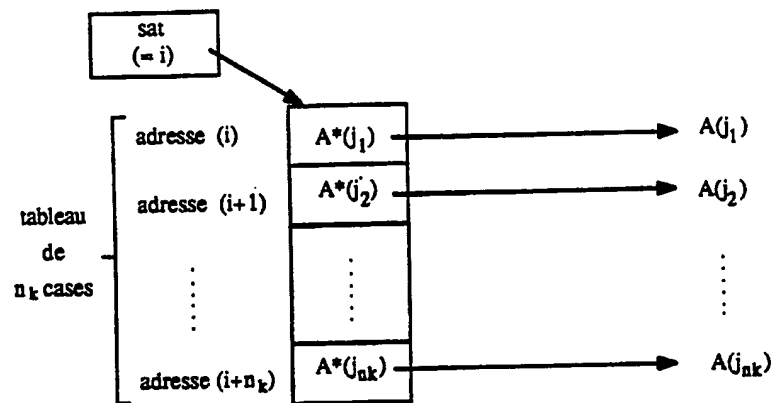 sat
(= i)
adresse (i) A*(j₁) A(j₁)
adresse (i+1) A*(j₂) A(j₂)
tableau
de
nₖ cases
adresse (i+nₖ) A*(jₙₖ) A(jₙₖ)